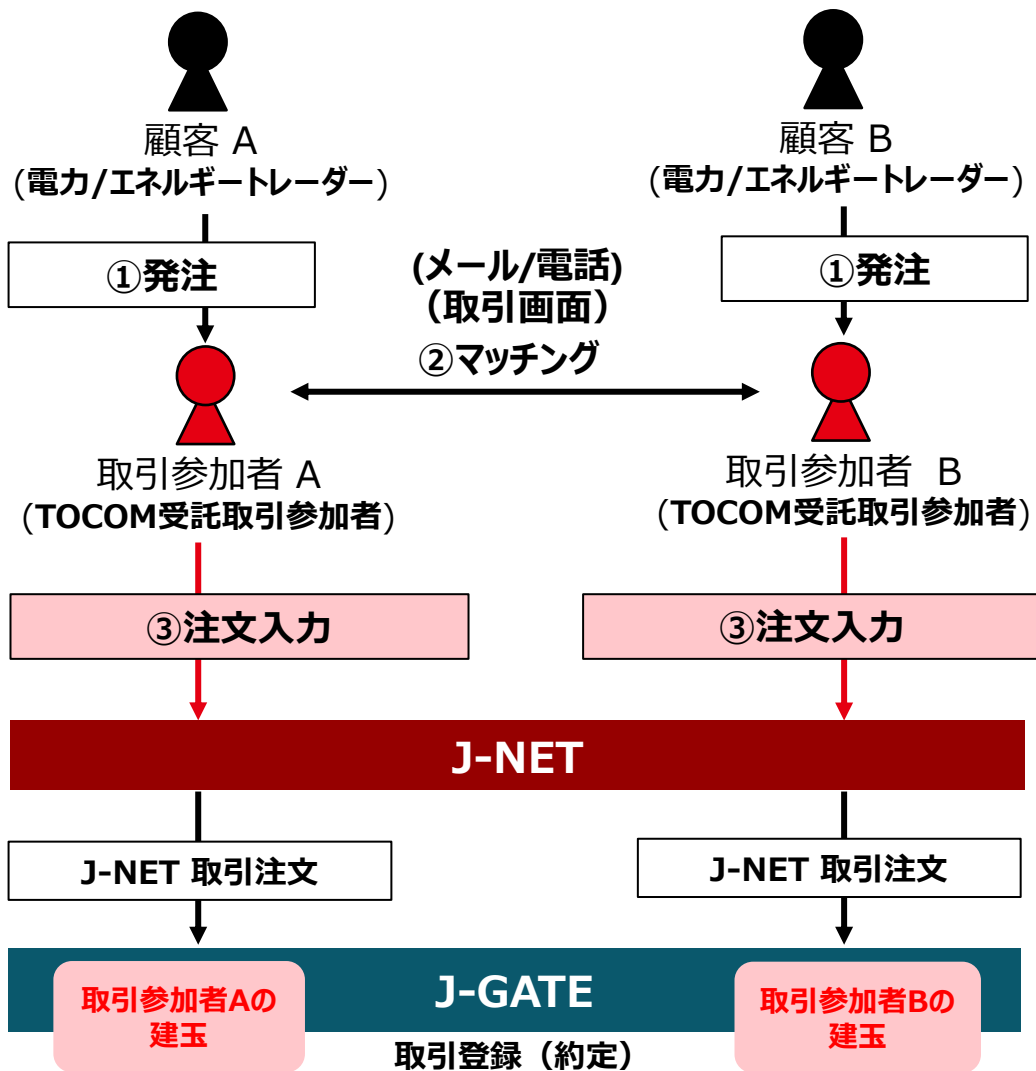 顧客 A
(電力/エネルギートレーダー)
顧客 B
(電力/エネルギートレーダー)
①発注
(メール/電話)
（取引画面）
②マッチング
①発注
取引参加者 A
(TOCOM受託取引参加者)
取引参加者 B
(TOCOM受託取引参加者)
③注文入力
③注文入力
J-NET
J-NET 取引注文
J-NET 取引注文
J-GATE
取引参加者Aの
建玉
取引参加者Bの
建玉
取引登録（約定）